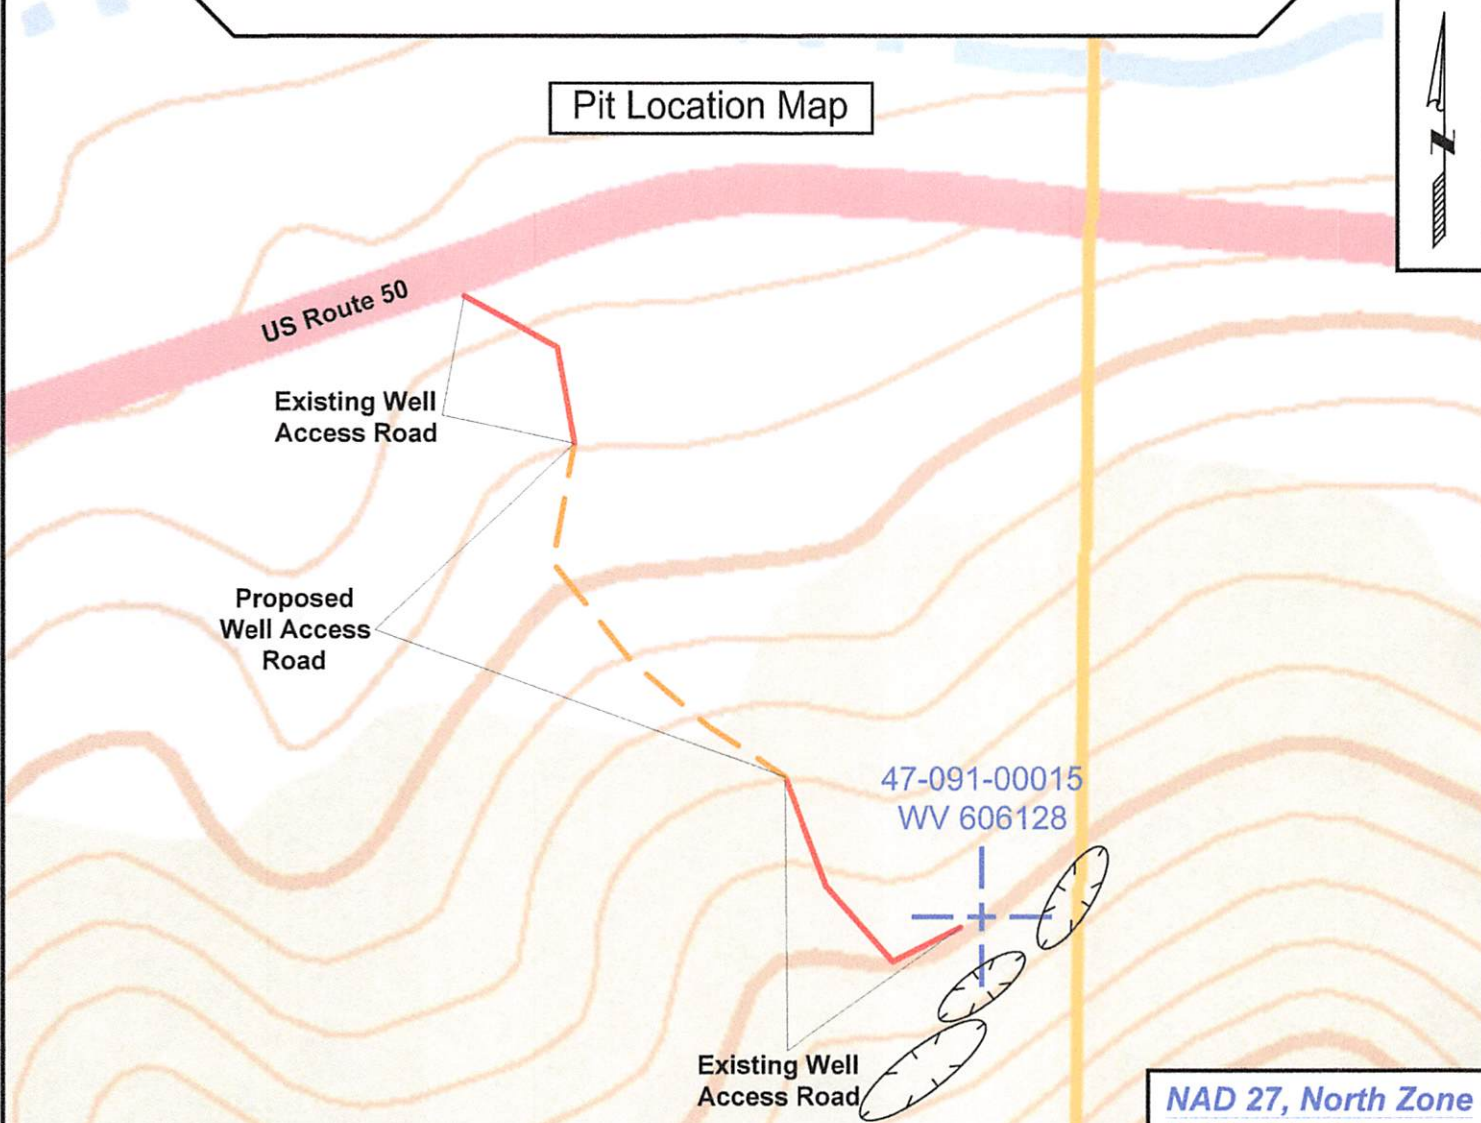 Pit Location Map
N
US Route 50
Existing Well
Access Road
Proposed
Well Access
Road
47-091-00015
WV 606128
Existing Well
Access Road
NAD 27, North Zone